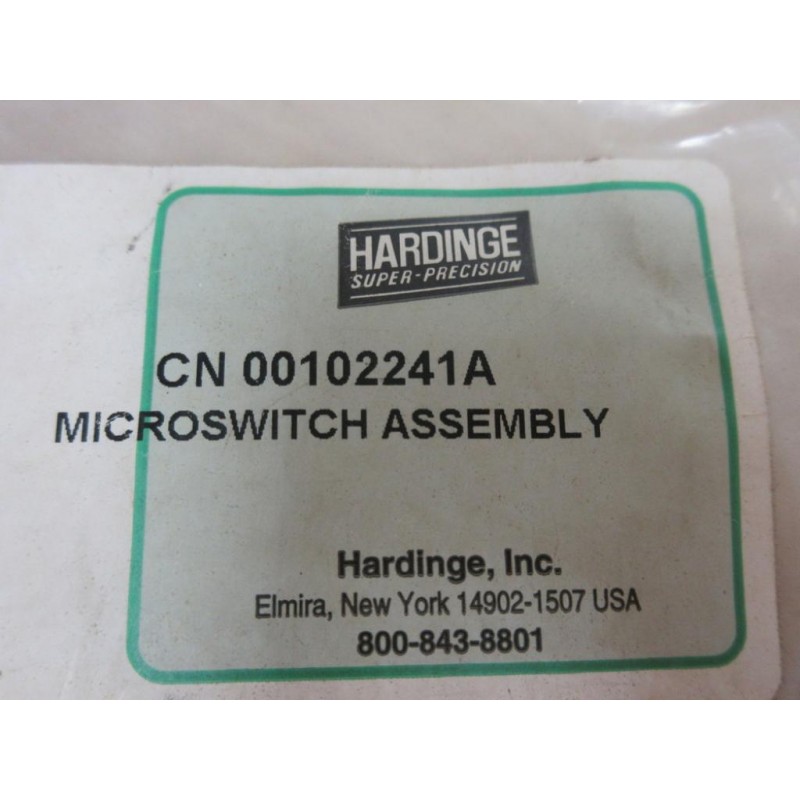 HARDINGE
SUPER-PRECISION
CN 00102241A
MICROSWITCH ASSEMBLY
Hardinge, Inc.
Elmira, New York 14902-1507 USA
800-843-8801